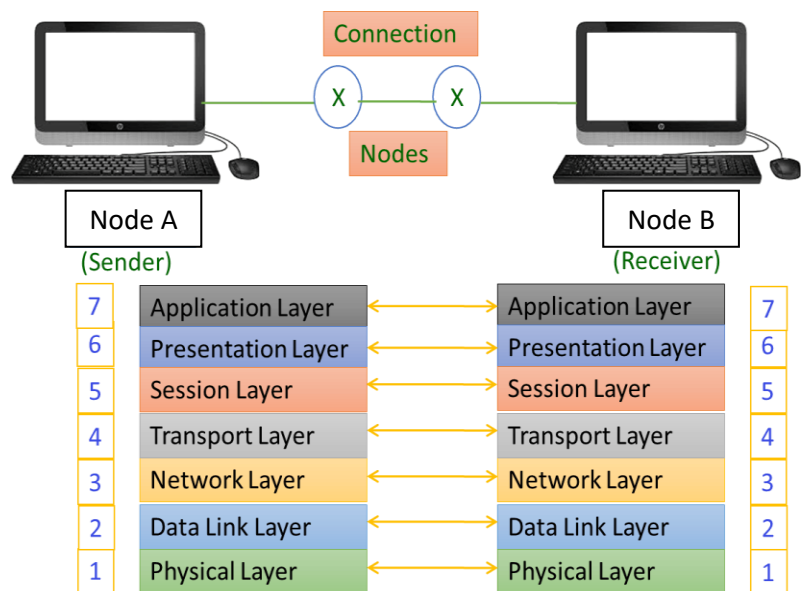 Connection
X X
Nodes
Node A Node B
(Sender) (Receiver)
7 Application Layer Application Layer 7
6 Presentation Layer Presentation Layer 6
5 Session Layer Session Layer 5
4 Transport Layer Transport Layer 4
3 Network Layer Network Layer 3
2 Data Link Layer Data Link Layer 2
1 Physical Layer Physical Layer 1